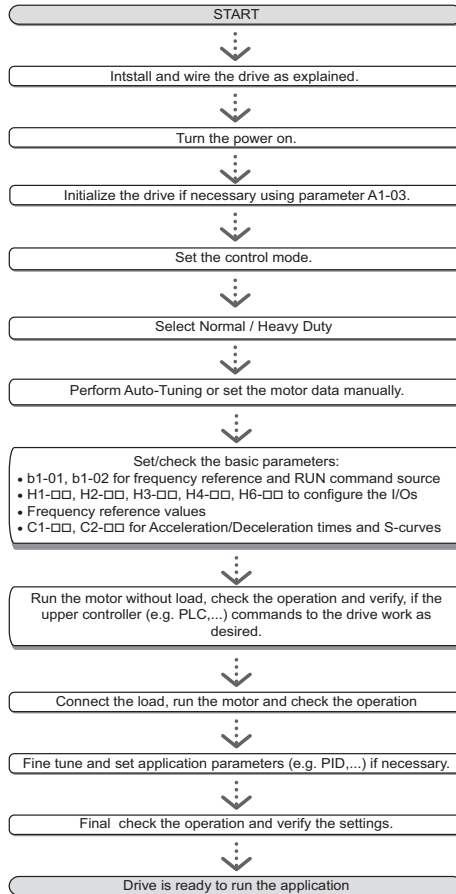 START
Intstall and wire the drive as explained.
Turn the power on.
Initialize the drive if necessary using parameter A1-03.
Set the control mode.
Select Normal / Heavy Duty
Perform Auto-Tuning or set the motor data manually.
Set/check the basic parameters:
• b1-01, b1-02 for frequency reference and RUN command source
• H1-□□, H2-□□, H3-□□, H4-□□, H6-□□ to configure the I/Os
• Frequency reference values
• C1-□□, C2-□□ for Acceleration/Deceleration times and S-curves
Run the motor without load, check the operation and verify, if the
upper controller (e.g. PLC,...) commands to the drive work as
desired.
Connect the load, run the motor and check the operation
Fine tune and set application parameters (e.g. PID,...) if necessary.
Final check the operation and verify the settings.
Drive is ready to run the application